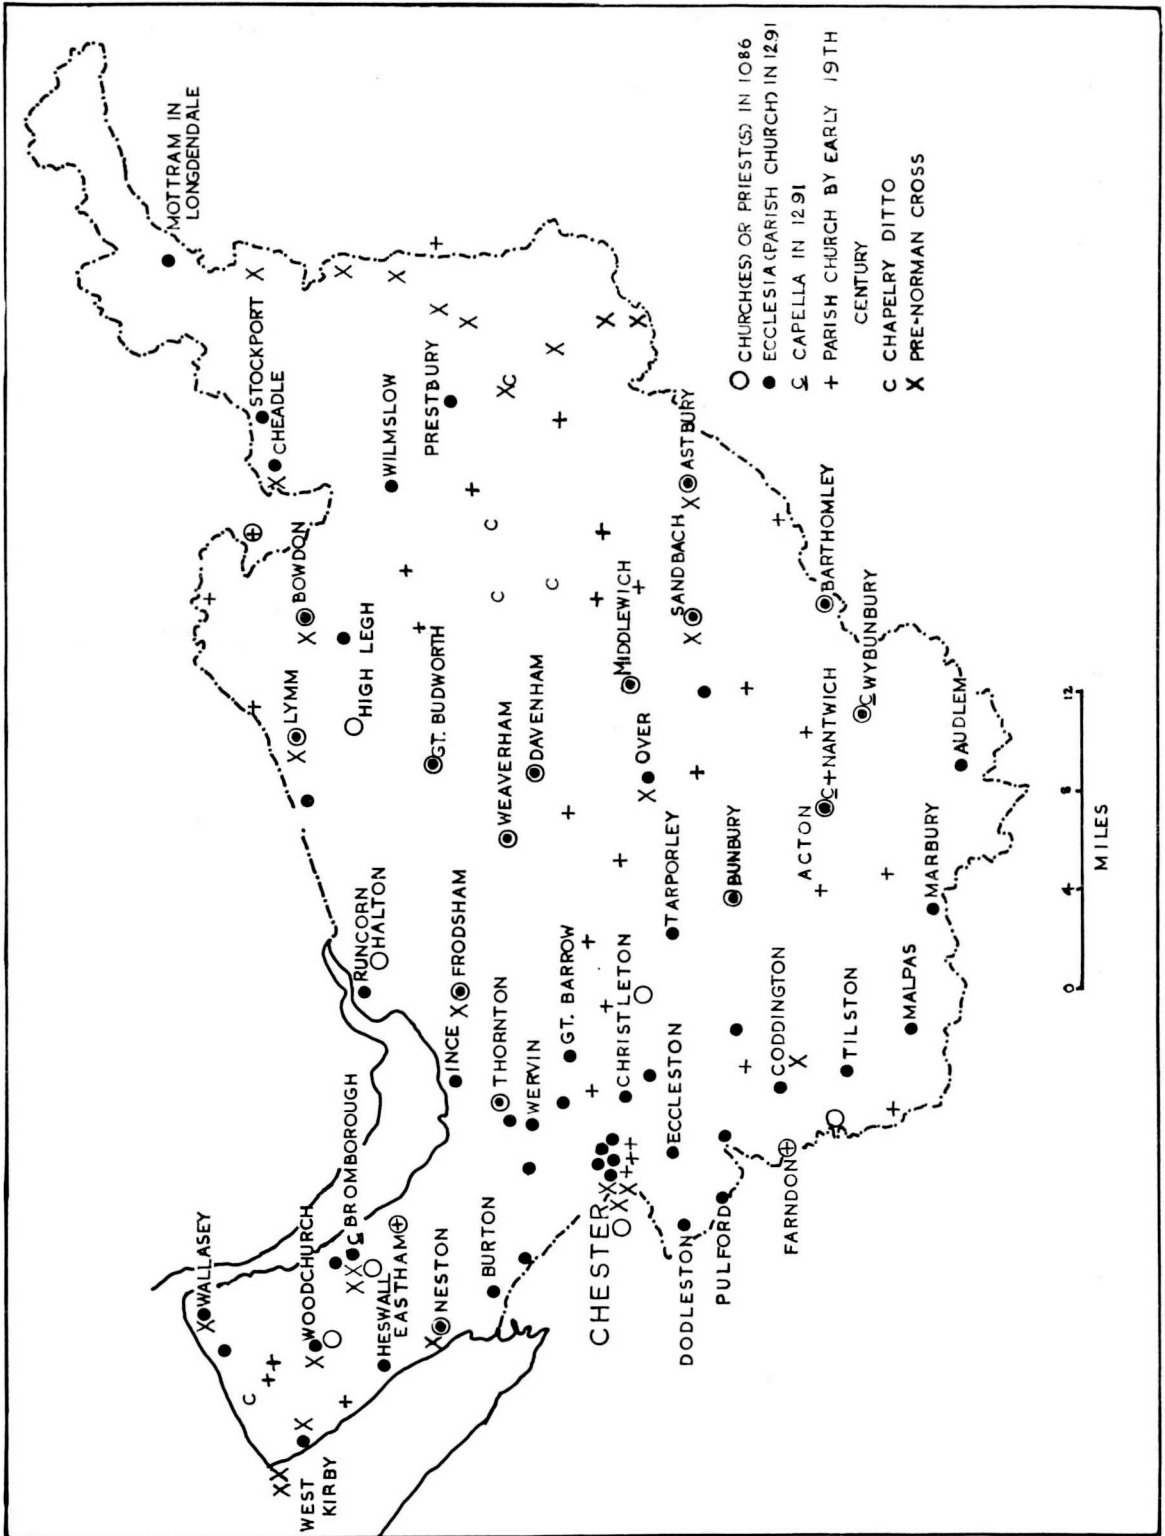 MOTTRAM IN
LONGDENDALE
STOCKPORT
CHEADLE
WILMSLOW
PRESTBURY
BOWDON
HIGH LEGH
LYMM
HIGH LEGH
GT. BUDWORTH
WEAVERHAM
DAVENHAM
MIDDLEWICH
SANDBACH
ASTBURY
OVER
BARTHOMLEY
WYBUNBURY
NANTWICH
ACTON
AUDLEM
MARBURY
BUNBURY
TARPORLEY
RUNCORN
HALTON
FRODSHAM
INCE
THORNTON
WERVIN
GT. BARROW
CHRISTLETON
ECCLESTON
CODDINGTON
TILSTON
MALPAS
FARNDON
PULFORD
DODLESTON
CHESTER
BURTON
NESTON
EASTHAM
HESWALL
BROMBOROUGH
WOODCHURCH
WALLASEY
WEST
KIRBY
CHURCH(ES) OR PRIEST(S) IN 1086
ECCLESIA (PARISH CHURCH) IN 1291
C CAPELLA IN 1291
+ PARISH CHURCH BY EARLY 19TH
CENTURY
C CHAPELRY DITTO
X PRE-NORMAN CROSS
0 4 8 12
MILES